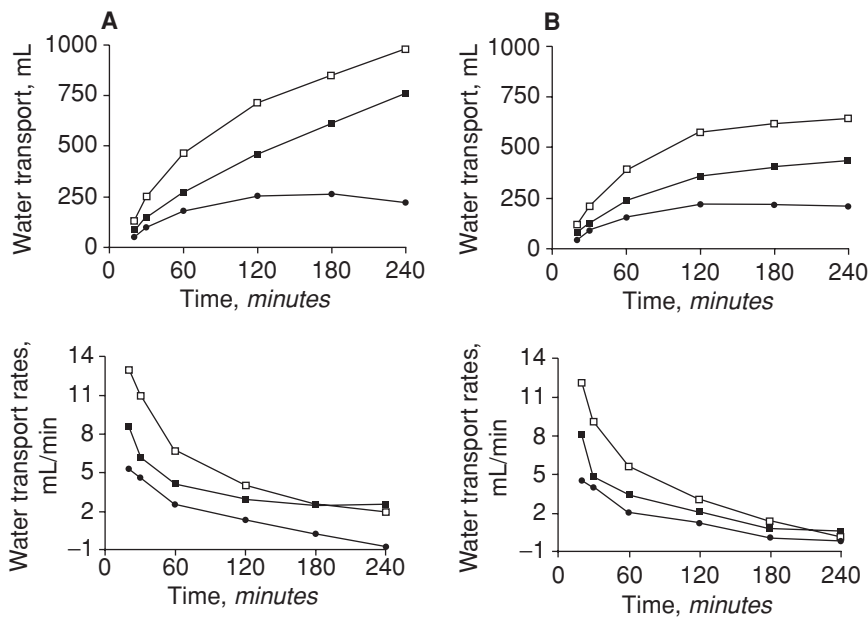 A
Water transport, mL
1000
750
500
250
0
0 60 120 180 240
Time, minutes
B
Water transport, mL
1000
750
500
250
0
0 60 120 180 240
Time, minutes
Water transport rates,
mL/min
14
11
8
5
2
–1
0 60 120 180 240
Time, minutes
Water transport rates,
mL/min
14
11
8
5
2
–1
0 60 120 180 240
Time, minutes